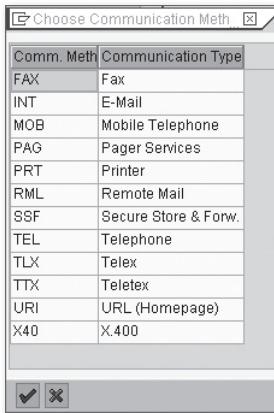 Choose Communication Meth...
Comm. Meth Communication Type
FAX Fax
INT E-Mail
MOB Mobile Telephone
PAG Pager Services
PRT Printer
RML Remote Mail
SSF Secure Store & Forw.
TEL Telephone
TLX Telex
TTX Teletex
URI URL (Homepage)
X40 X.400